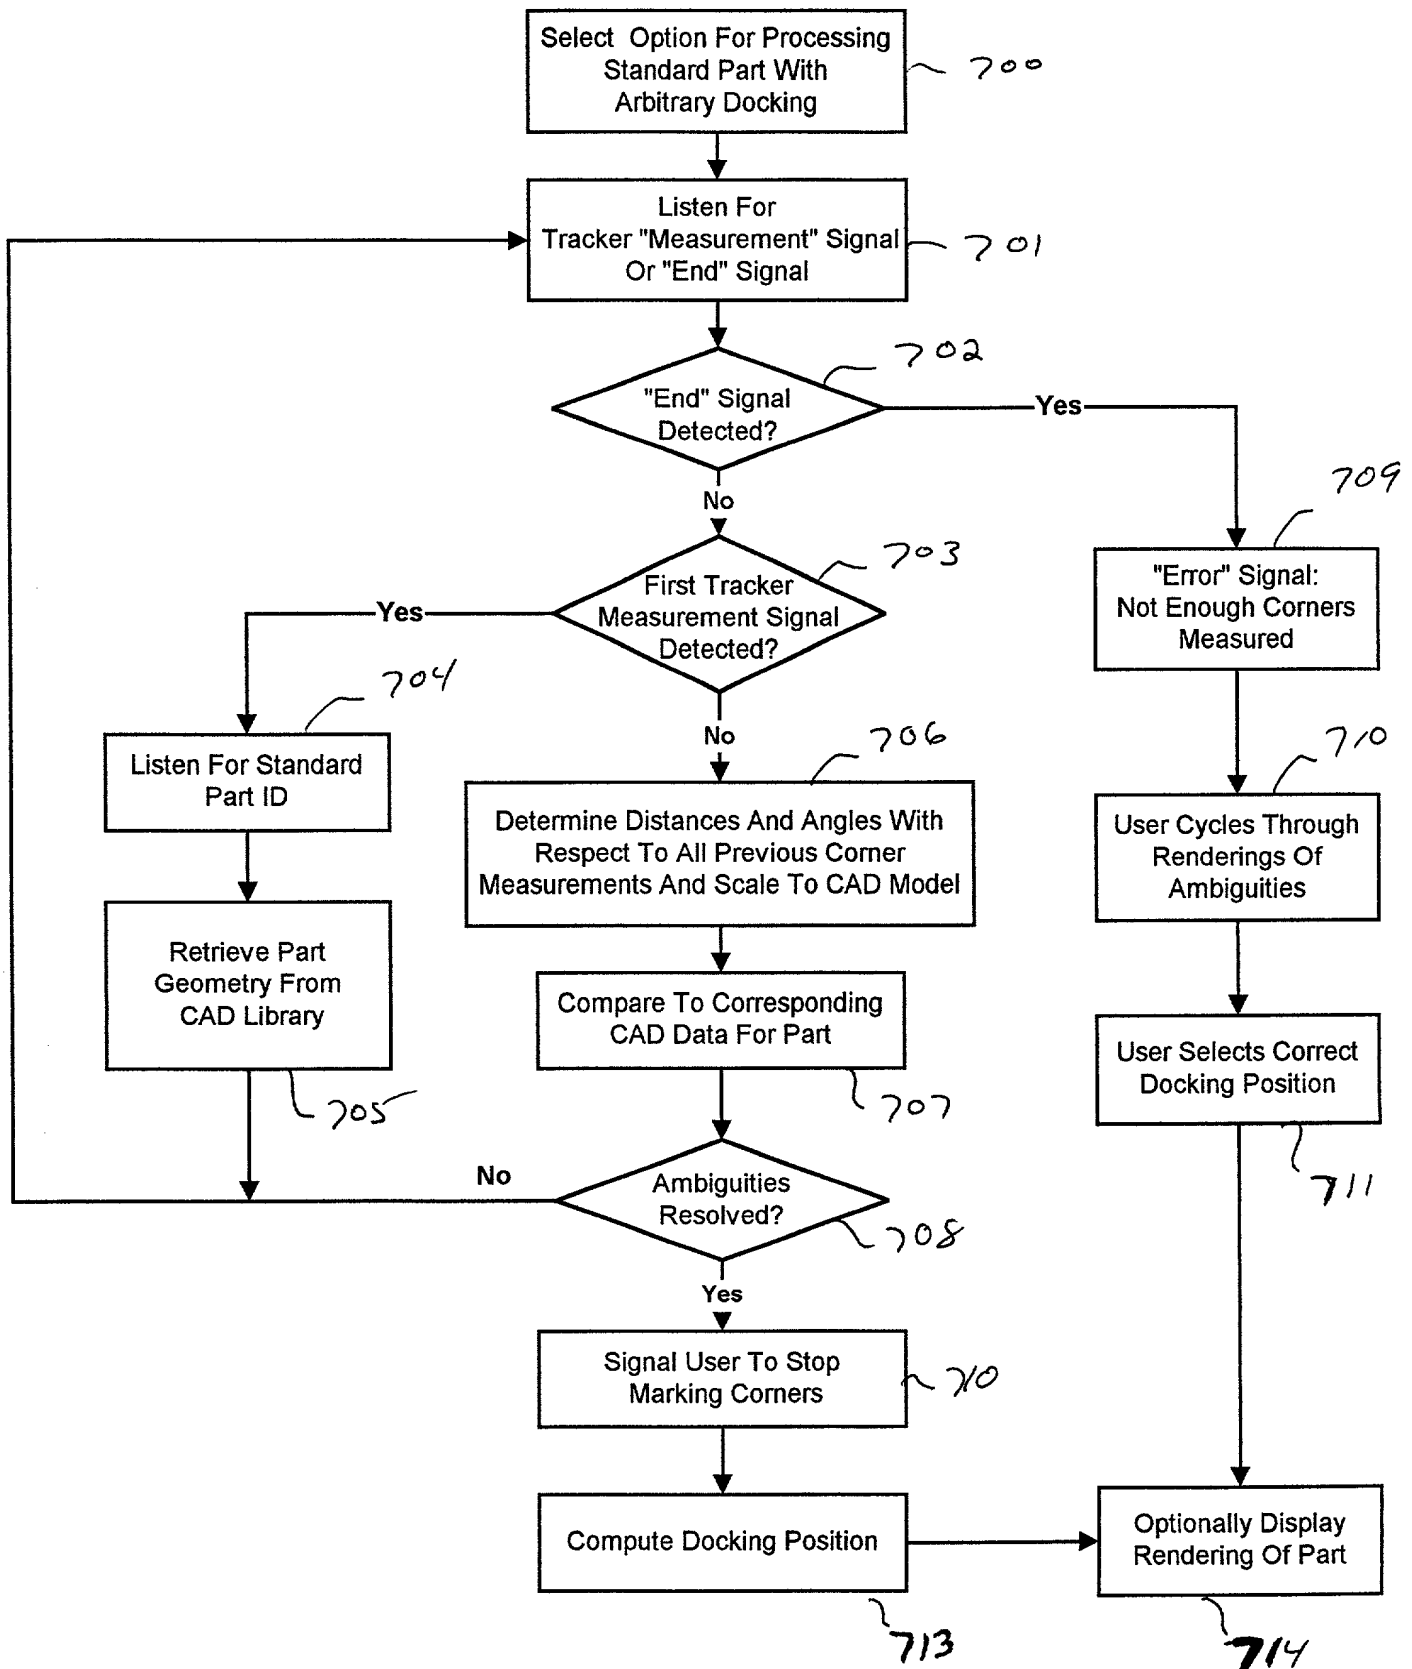 Select Option For Processing
Standard Part With
Arbitrary Docking
700
Listen For
Tracker "Measurement" Signal
Or "End" Signal
701
702
"End" Signal
Detected?
Yes
No
709
703
First Tracker
Measurement Signal
Detected?
Yes
"Error" Signal:
Not Enough Corners
Measured
704
No
706
710
Listen For Standard
Part ID
Determine Distances And Angles With
Respect To All Previous Corner
Measurements And Scale To CAD Model
User Cycles Through
Renderings Of
Ambiguities
Retrieve Part
Geometry From
CAD Library
705
Compare To Corresponding
CAD Data For Part
707
User Selects Correct
Docking Position
711
No
Ambiguities
Resolved?
708
Yes
Signal User To Stop
Marking Corners
710
Compute Docking Position
713
Optionally Display
Rendering Of Part
714